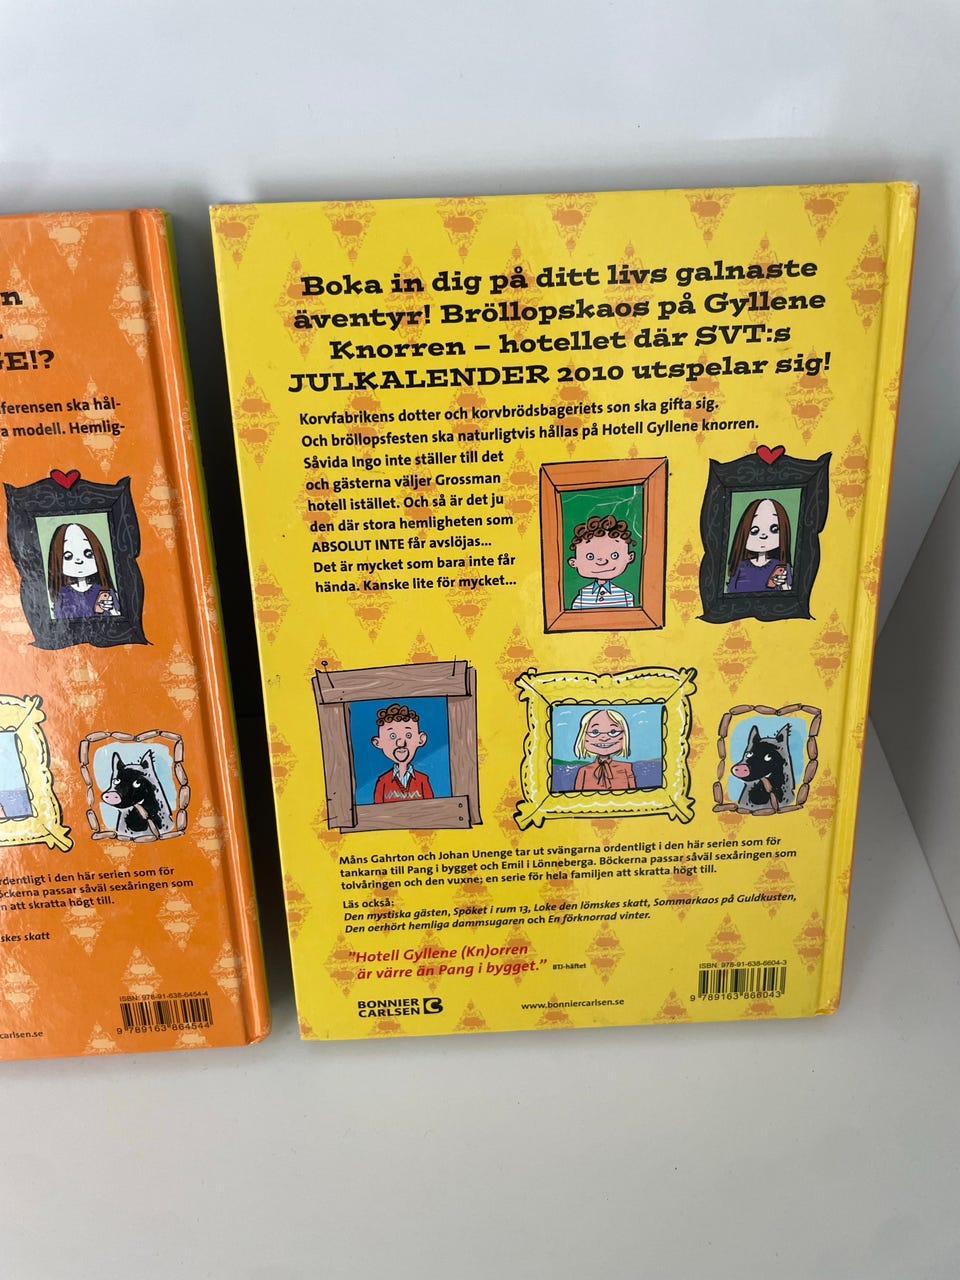 n
GE!?
ferensen ska hål-
a modell. Hemlig-
ordentligt i den här serien som för
Böckerna passar såväl sexåringen som
n att skratta högt till.
skes skatt
ISBN: 978-91-638-6454-4
9 789163 864544
carlsen.se
Boka in dig på ditt livs galnaste
äventyr! Bröllopskaos på Gyllene
Knorren – hotellet där SVT:s
JULKALENDER 2010 utspelar sig!
Korvfabrikens dotter och korvbrödsbageriets son ska gifta sig.
Och bröllopsfesten ska naturligtvis hållas på Hotell Gyllene knorren.
Såvida Ingo inte ställer till det
och gästerna väljer Grossman
hotell istället. Och så är det ju
den där stora hemligheten som
ABSOLUT INTE får avslöjas...
Det är mycket som bara inte får
hända. Kanske lite för mycket...
Måns Gahrton och Johan Unenge tar ut svängarna ordentligt i den här serien som för
tankarna till Pang i bygget och Emil i Lönneberga. Böckerna passar såväl sexåringen som
tolvåringen och den vuxne; en serie för hela familjen att skratta högt till.
Läs också:
Den mystiska gästen, Spöket i rum 13, Loke den lömskes skatt, Sommarkaos på Guldkusten,
Den oerhört hemliga dammsugaren och En förknorrad vinter.
"Hotell Gyllene (Kn)orren
är värre än Pang i bygget." BTJ-häftet
BONNIER
CARLSEN
www.bonniercarlsen.se
ISBN: 978-91-638-6604-3
9 789163 866043